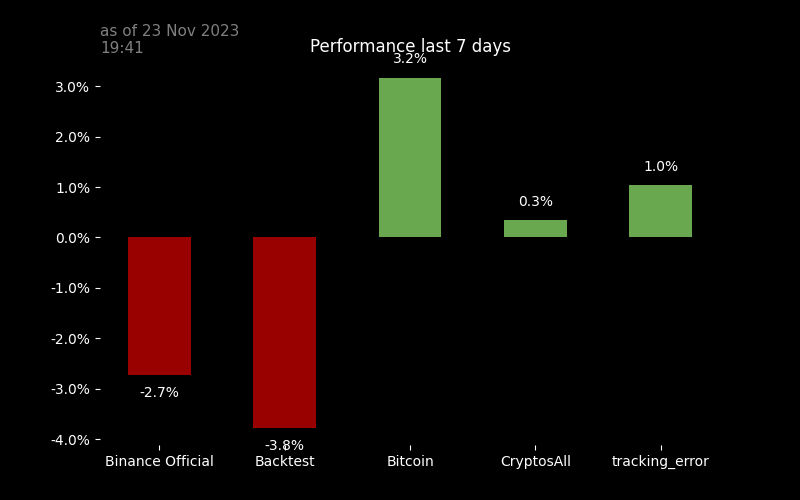 as of 23 Nov 2023
19:41
Performance last 7 days
3.2%
3.0%
2.0%
1.0%
1.0%
0.3%
0.0%
-1.0%
-2.0%
-3.0%
-2.7%
-4.0%
-3.8%
Binance Official
Backtest
Bitcoin
CryptosAll
tracking_error